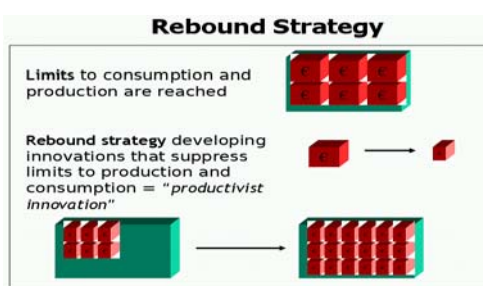 Rebound Strategy
Limits to consumption and
production are reached
€ € €
€ € €
Rebound strategy developing
innovations that suppress
limits to production and
consumption = "productivist
innovation"
€